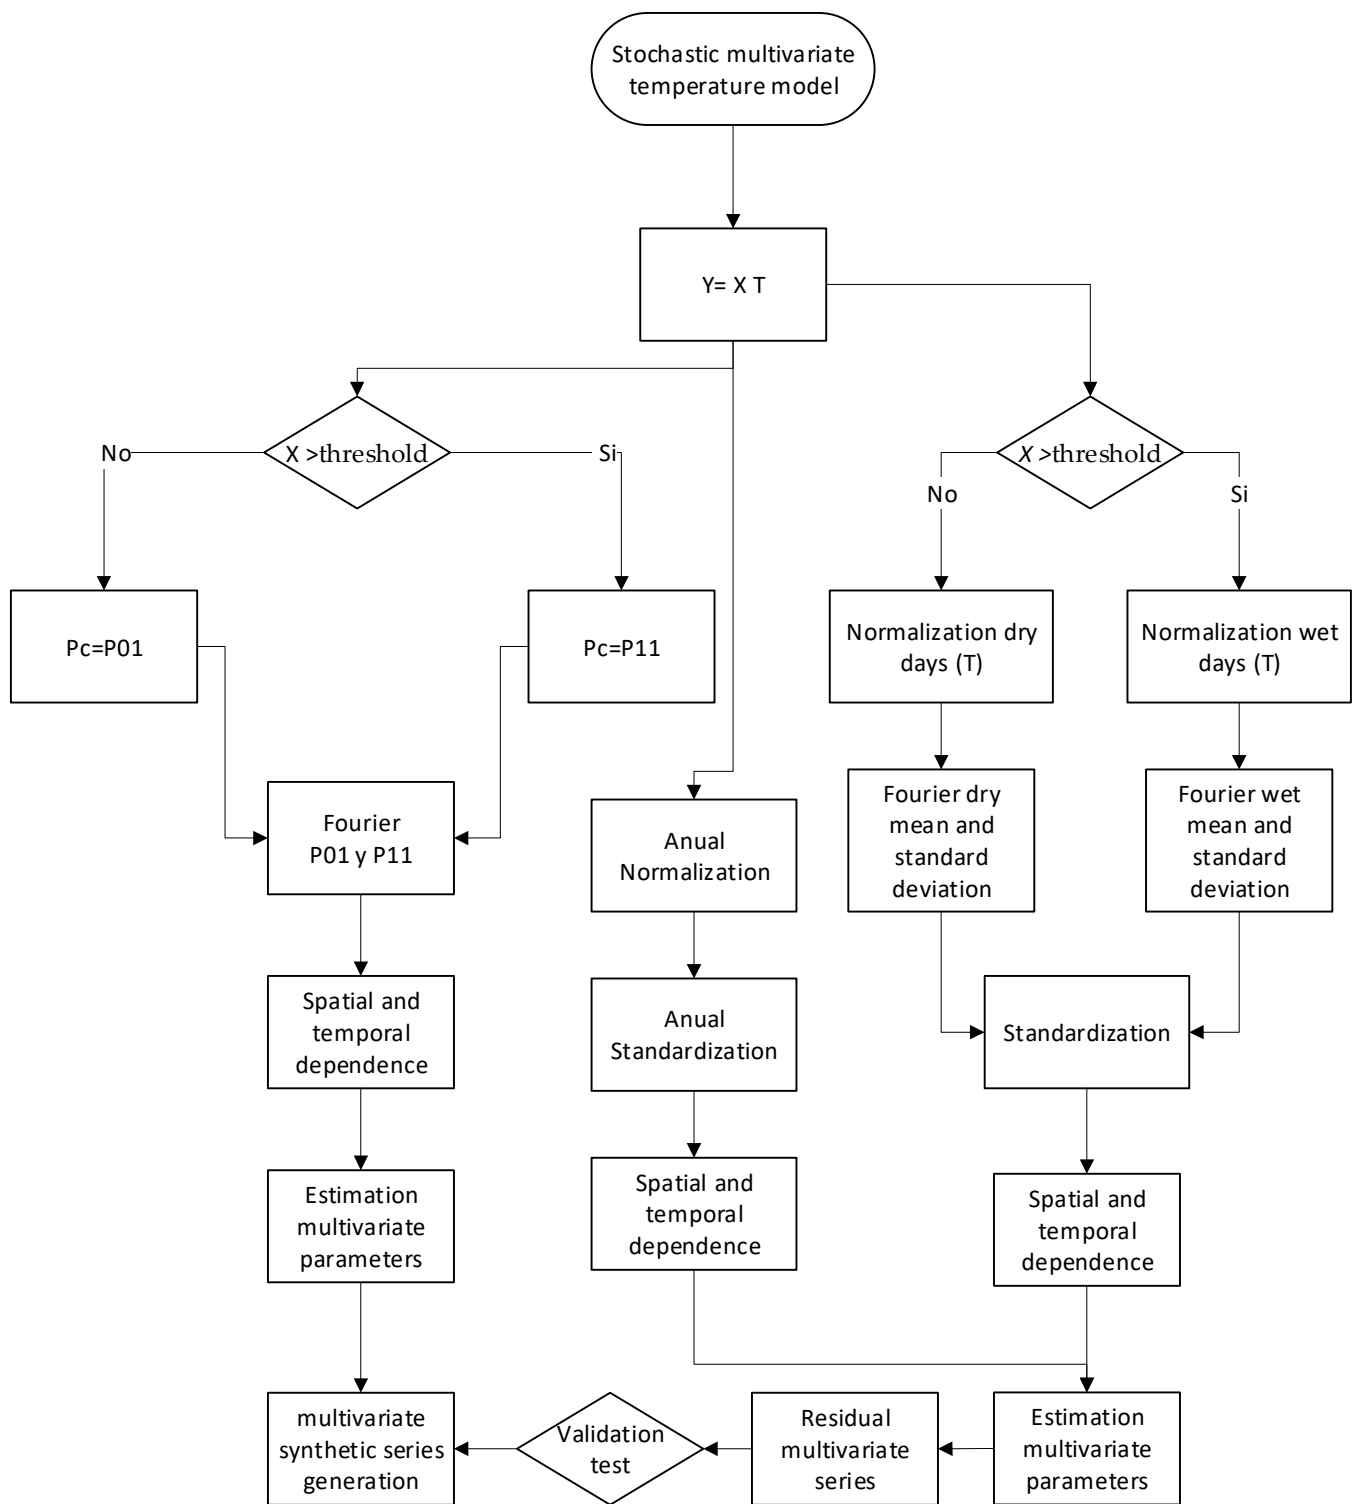 Stochastic multivariate
temperature model
Y= X T
X >threshold
No
Si
X >threshold
No
Si
Pc=P01
Pc=P11
Normalization dry
days (T)
Normalization wet
days (T)
Fourier
P01 y P11
Anual
Normalization
Fourier dry
mean and
standard
deviation
Fourier wet
mean and
standard
deviation
Spatial and
temporal
dependence
Anual
Standardization
Standardization
Estimation
multivariate
parameters
Spatial and
temporal
dependence
Spatial and
temporal
dependence
multivariate
synthetic series
generation
Validation
test
Residual
multivariate
series
Estimation
multivariate
parameters